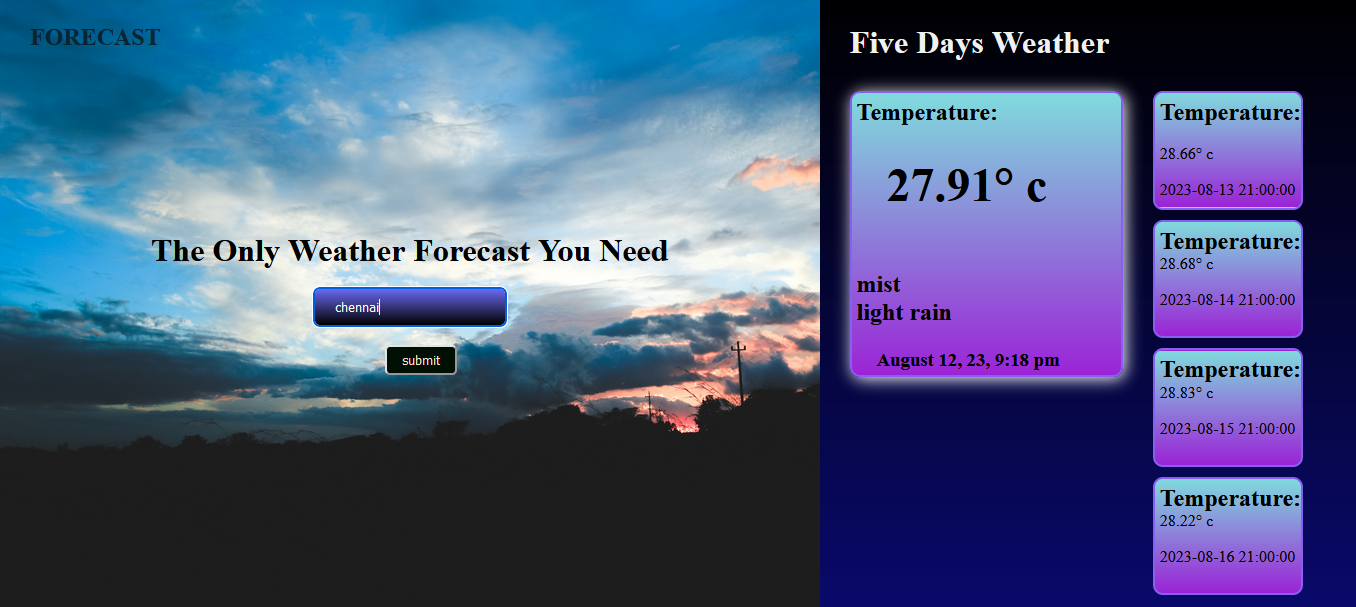 FORECAST
The Only Weather Forecast You Need
chennai
submit
Five Days Weather
Temperature:
27.91° c
mist
light rain
August 12, 23, 9:18 pm
Temperature:
28.66° c
2023-08-13 21:00:00
Temperature:
28.68° c
2023-08-14 21:00:00
Temperature:
28.83° c
2023-08-15 21:00:00
Temperature:
28.22° c
2023-08-16 21:00:00